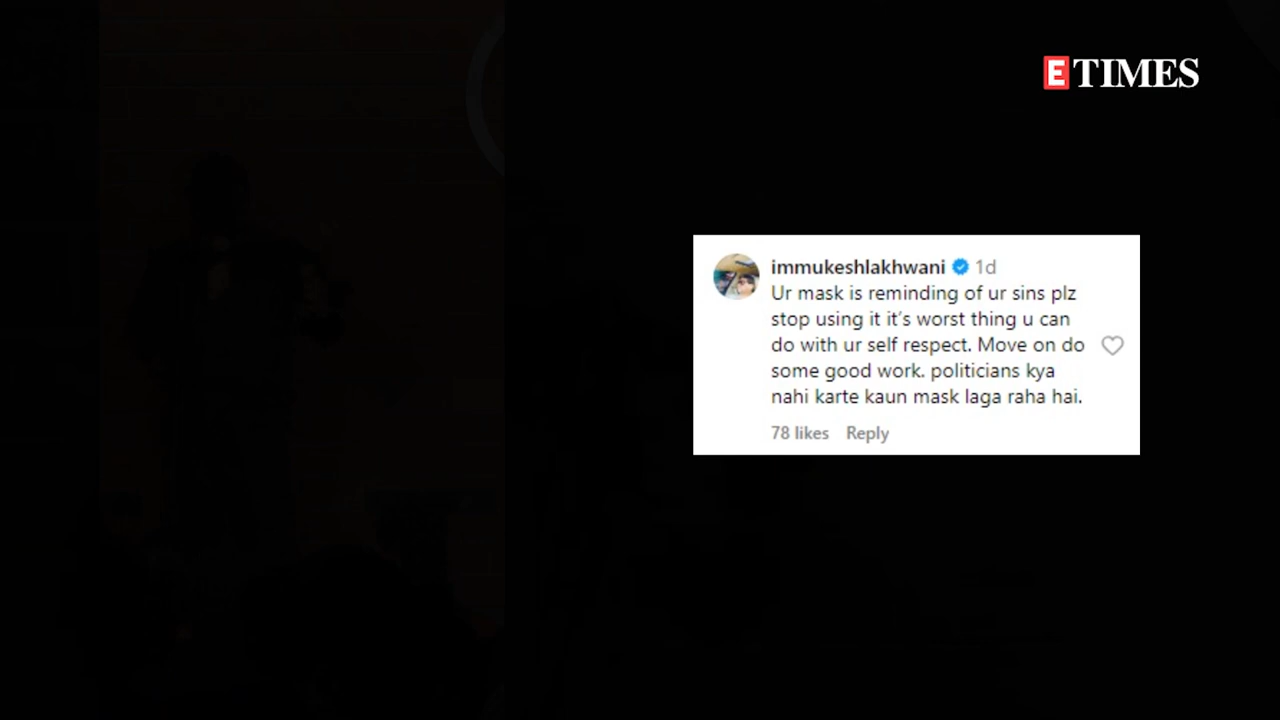 ETIMES
immukeshlakhwani 1d
Ur mask is reminding of ur sins plz
stop using it it's worst thing u can
do with ur self respect. Move on do
some good work. politicians kya
nahi karte kaun mask laga raha hai.
78 likes Reply